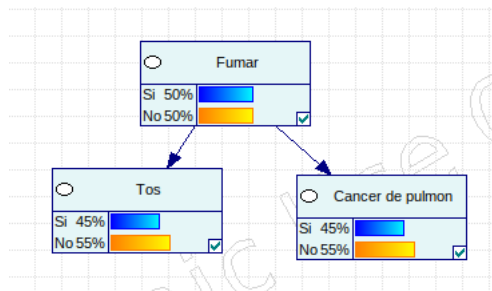 Fumar
Si 50%
No 50%
Tos
Si 45%
No 55%
Cancer de pulmon
Si 45%
No 55%